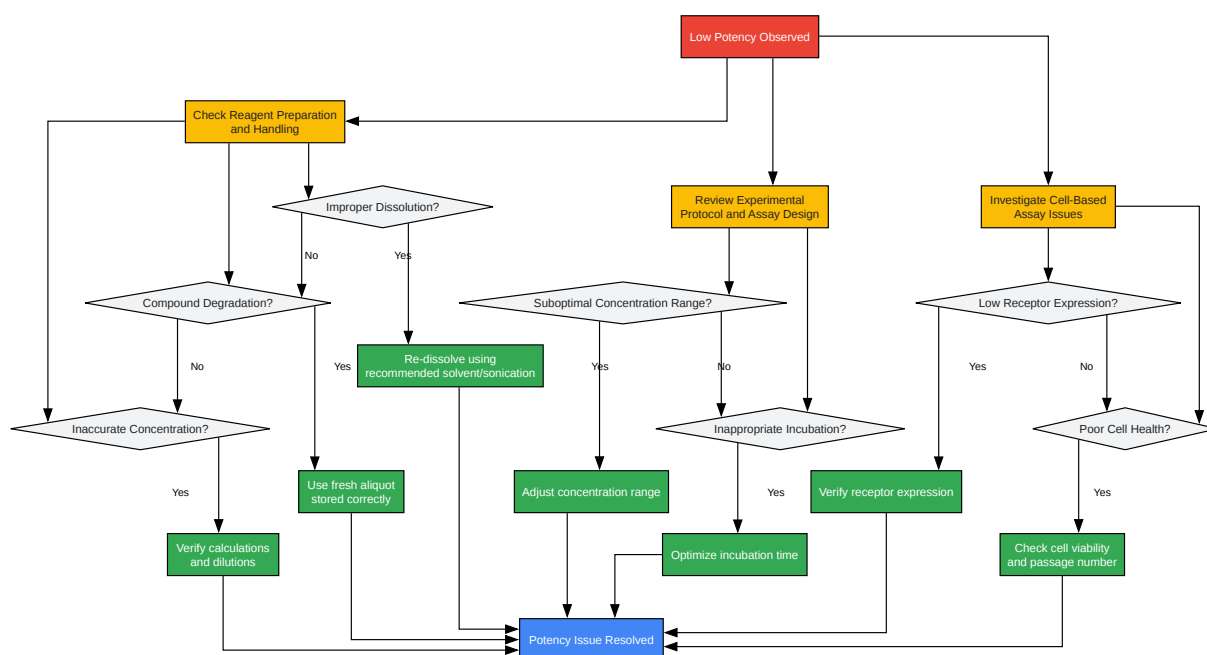 Low Potency Observed
Check Reagent Preparation
and Handling
Improper Dissolution?
Review Experimental
Protocol and Assay Design
Investigate Cell-Based
Assay Issues
No
Yes
Compound Degradation?
Suboptimal Concentration Range?
Low Receptor Expression?
Re-dissolve using
recommended solvent/sonication
No
Yes
Yes
No
Yes
No
Inaccurate Concentration?
Inappropriate Incubation?
Poor Cell Health?
Yes
Use fresh aliquot
stored correctly
Adjust concentration range
Yes
Verify receptor expression
Yes
Verify calculations
and dilutions
Optimize incubation time
Check cell viability
and passage number
Potency Issue Resolved